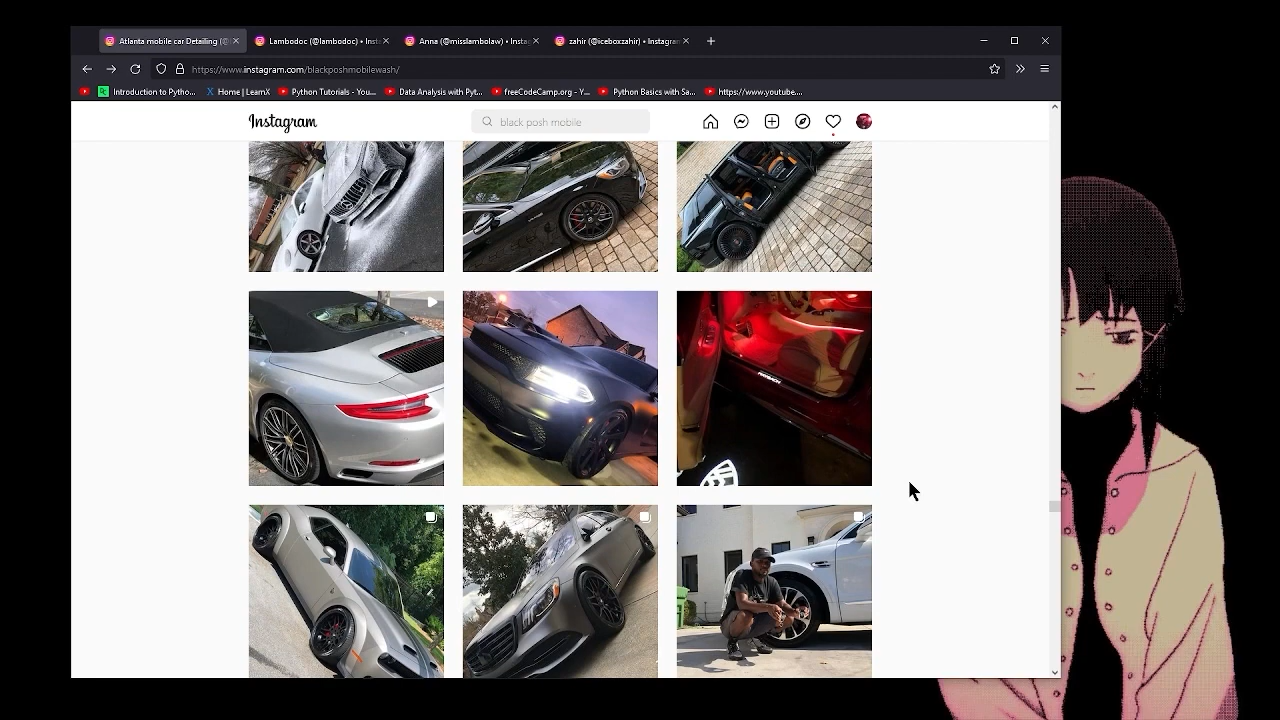 Atlanta mobile car Detailing (@
Lambodoc (@lambodoc) • Inst
Anna (@misslambolaw) • Instag
zahir (@iceboxzahir) • Instagram
https://www.instagram.com/blackposhmobilewash/
Introduction to Pytho...
Home | LearnX
Python Tutorials - You...
Data Analysis with Pyt...
freeCodeCamp.org - Y...
Python Basics with Sa...
https://www.youtube....
Instagram
black posh mobile
MAYBACH